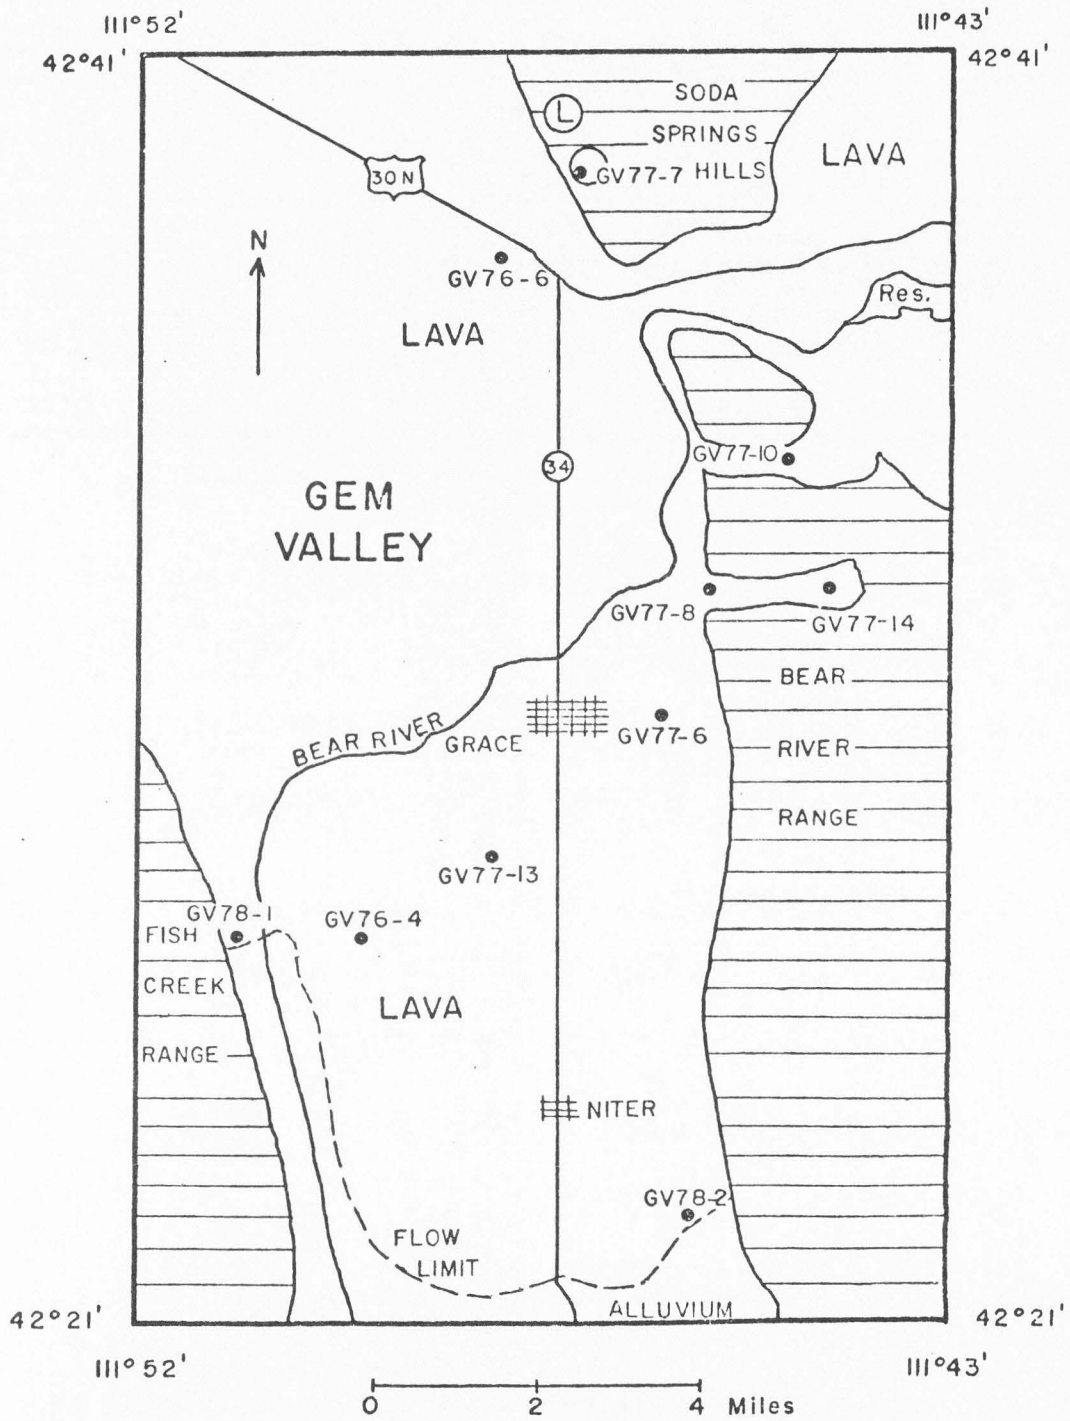 111°52' 111°43'
42°41' 42°41'
SODA
L
SPRINGS
LAVA
30N
GV77-7 HILLS
N
GV76-6
Res.
LAVA
GV77-10
34
GEM
VALLEY
GV77-8
GV77-14
BEAR
BEAR RIVER
GRACE
GV77-6
RIVER
RANGE
GV77-13
GV78-1
GV76-4
FISH
CREEK
LAVA
RANGE
NITER
GV78-2
FLOW
LIMIT
ALLUVIUM
42°21' 42°21'
111°52' 111°43'
0 2 4 Miles